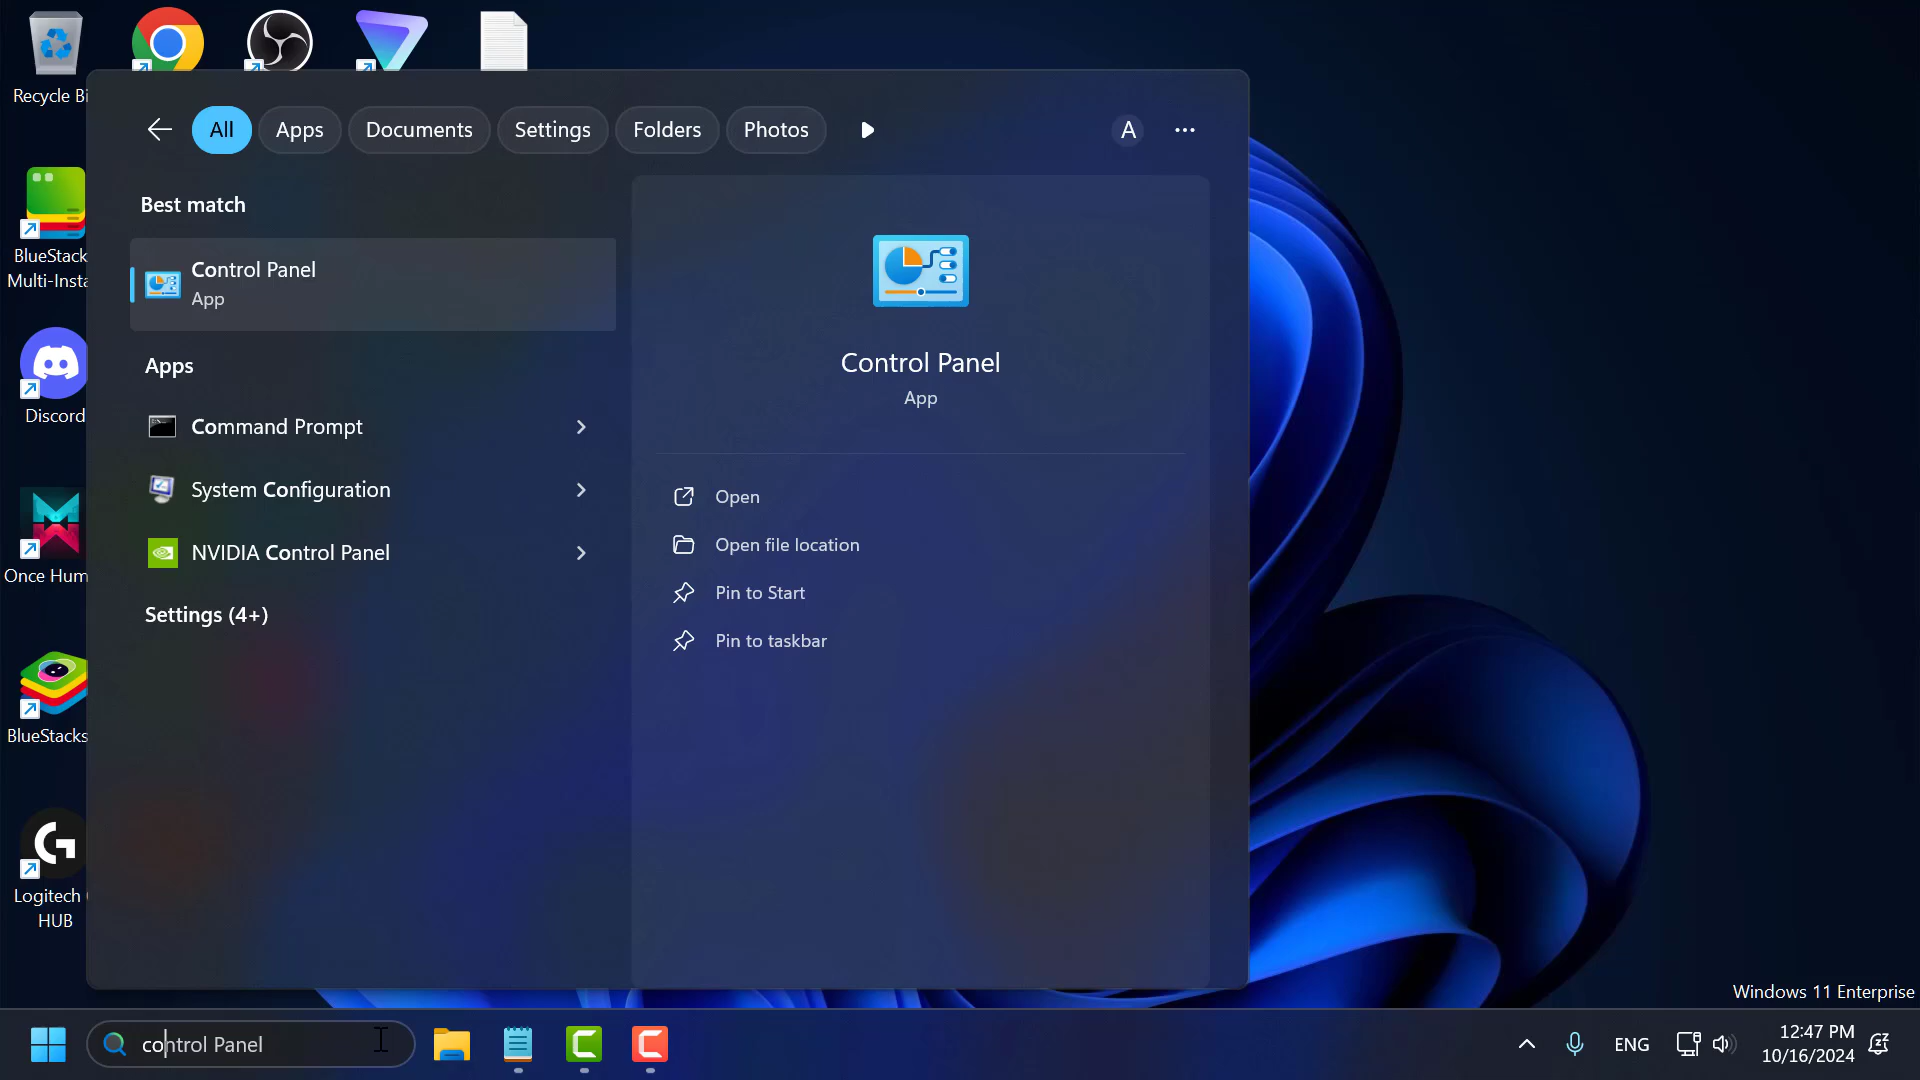 Recycle Bi
BlueStack
Multi-Insta
Discord
Once Hum
BlueStacks
Logitech
HUB
All
Apps
Documents
Settings
Folders
Photos
A
Best match
Control Panel
App
Apps
Command Prompt
System Configuration
NVIDIA Control Panel
Settings (4+)
Control Panel
App
Open
Open file location
Pin to Start
Pin to taskbar
Windows 11 Enterprise
control Panel
ENG
12:47 PM
10/16/2024